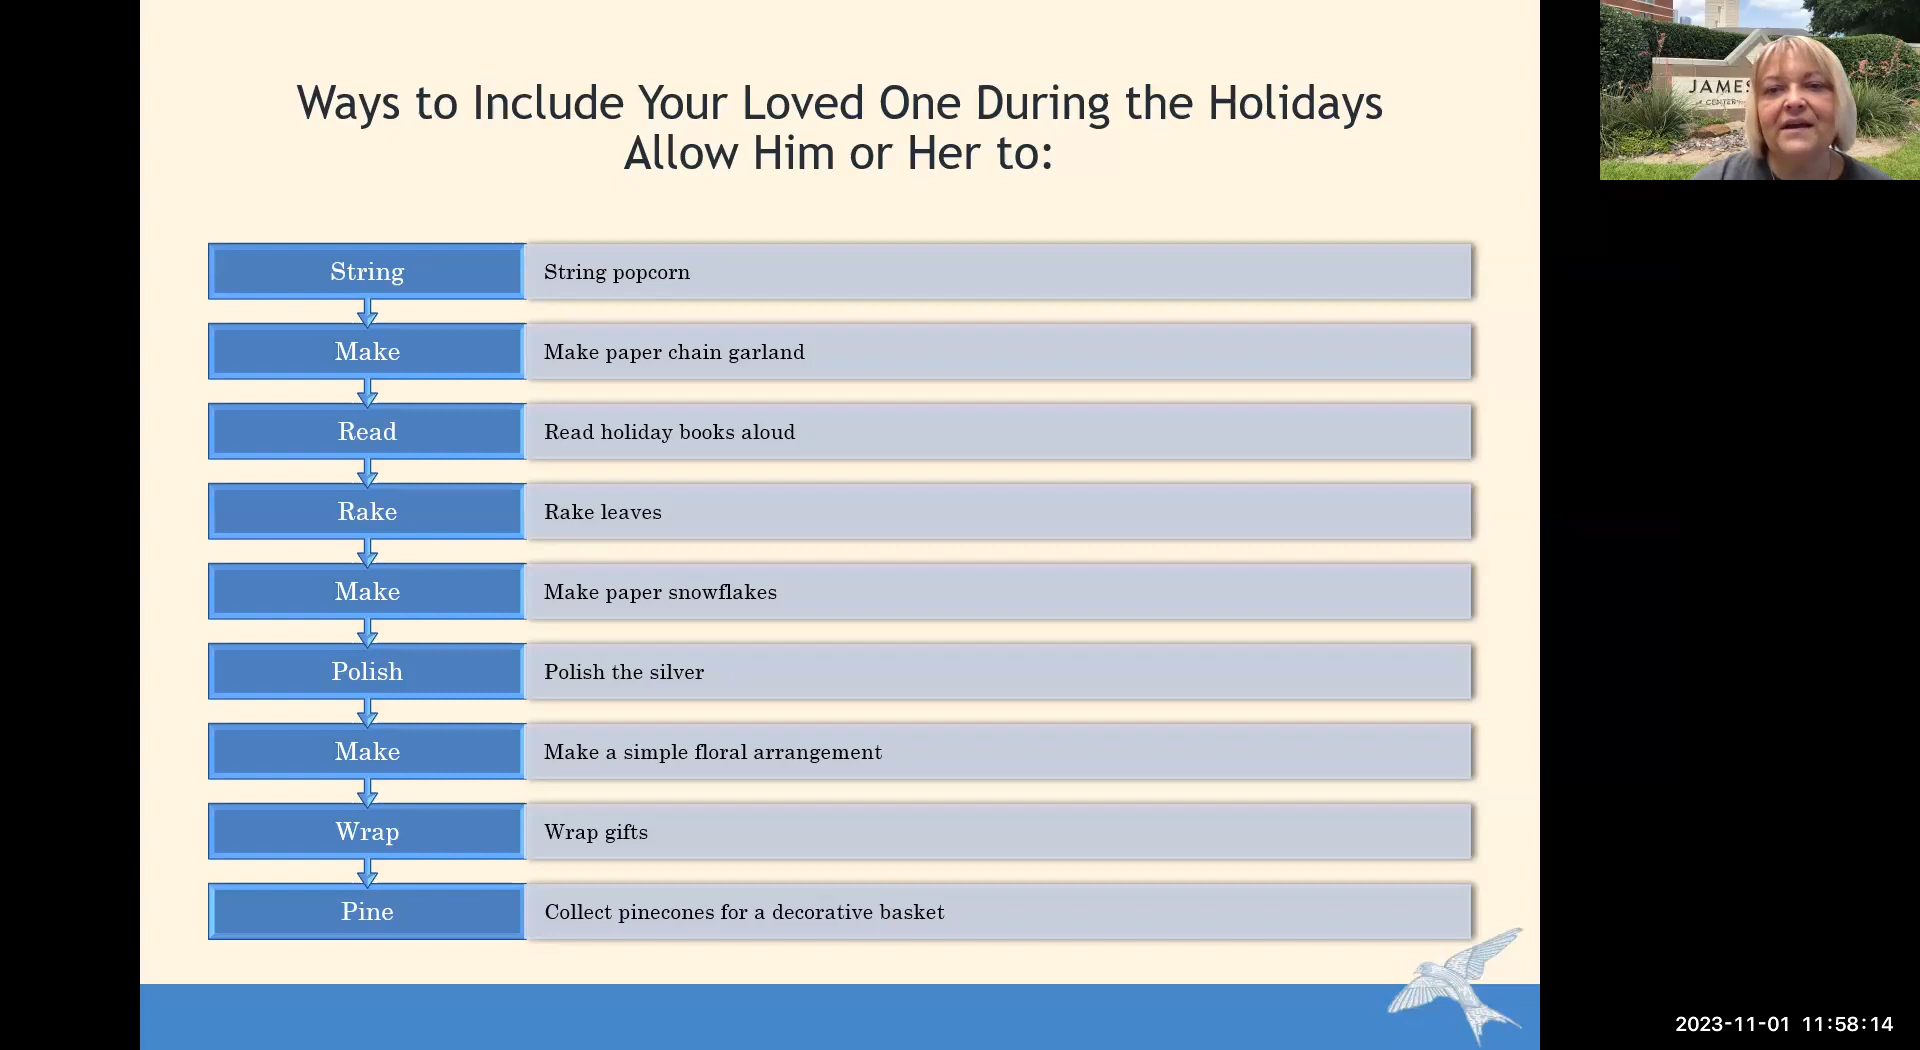 Ways to Include Your Loved One During the Holidays
Allow Him or Her to:
String
String popcorn
Make
Make paper chain garland
Read
Read holiday books aloud
Rake
Rake leaves
Make
Make paper snowflakes
Polish
Polish the silver
Make
Make a simple floral arrangement
Wrap
Wrap gifts
Pine
Collect pinecones for a decorative basket
JAMES
CENTER
2023-11-01 11:58:14